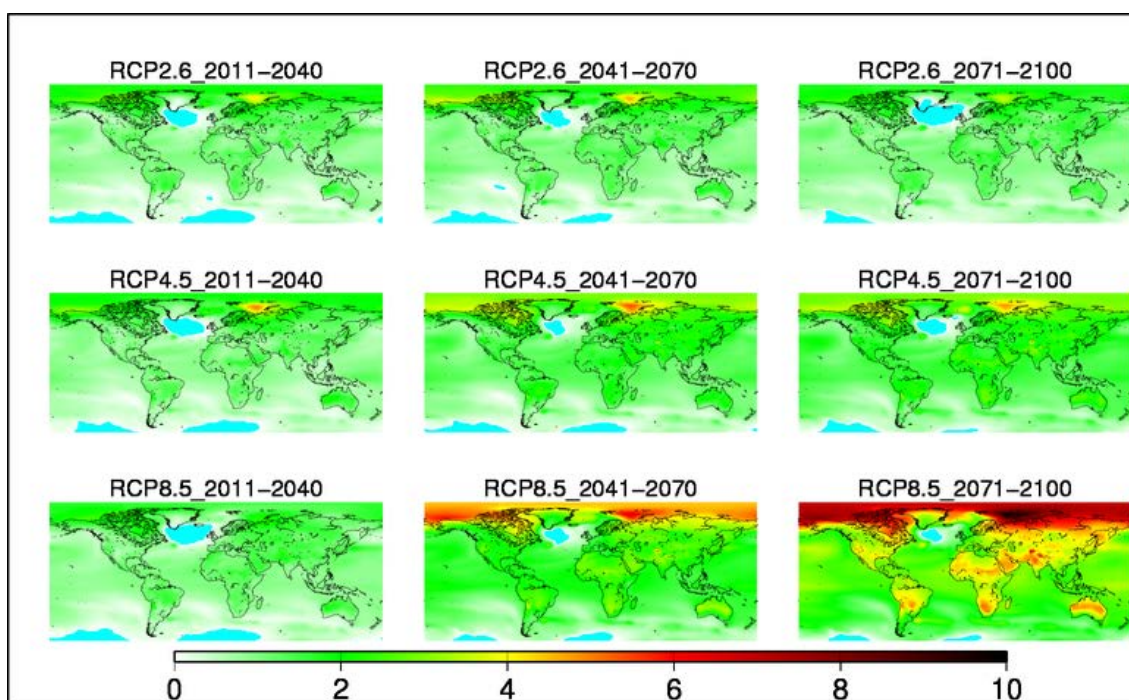 RCP2.6_2011-2040
RCP2.6_2041-2070
RCP2.6_2071-2100
RCP4.5_2011-2040
RCP4.5_2041-2070
RCP4.5_2071-2100
RCP8.5_2011-2040
RCP8.5_2041-2070
RCP8.5_2071-2100
0 2 4 6 8 10